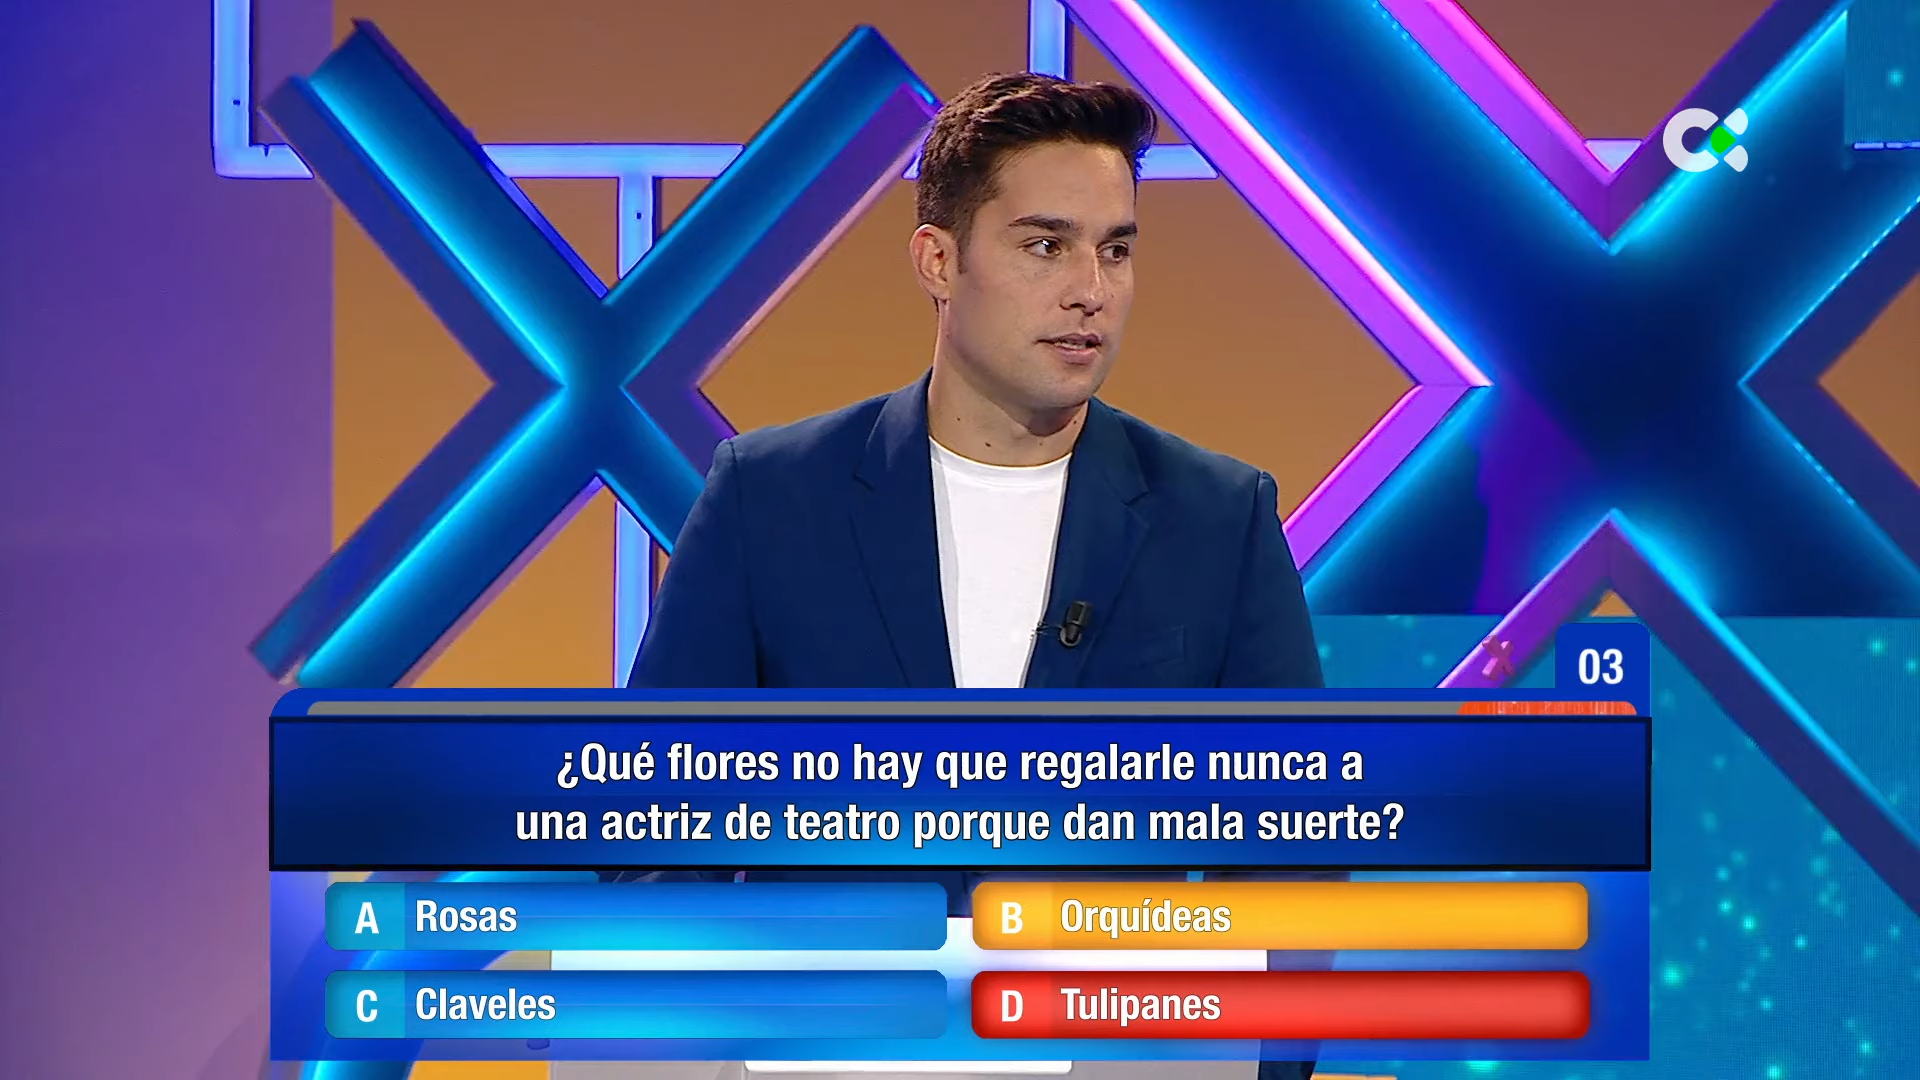 03
¿Qué flores no hay que regalarle nunca a
una actriz de teatro porque dan mala suerte?
A Rosas
B Orquídeas
C Claveles
D Tulipanes